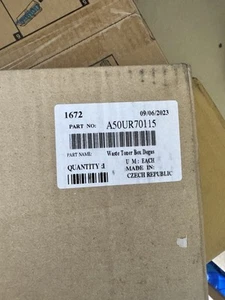 1672 09/06/2023
PART NO: A50UR70115
PART NAME: Waste Toner Box Bogus
U M: EACH
QUANTITY :1 MADE IN:
CZECH REPUBLIC